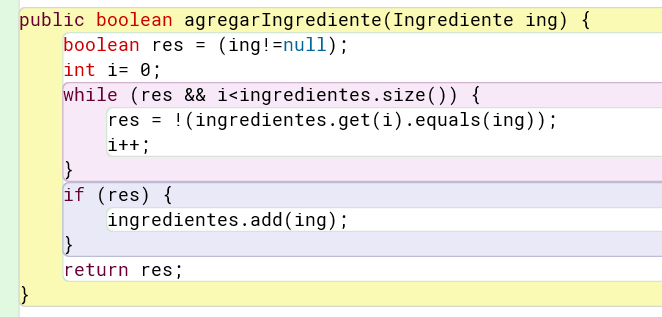 public boolean agregarIngrediente(Ingrediente ing) {
boolean res = (ing!=null);
int i= 0;
while (res && i<ingredientes.size()) {
res = !(ingredientes.get(i).equals(ing));
i++;
}
if (res) {
ingredientes.add(ing);
}
return res;
}